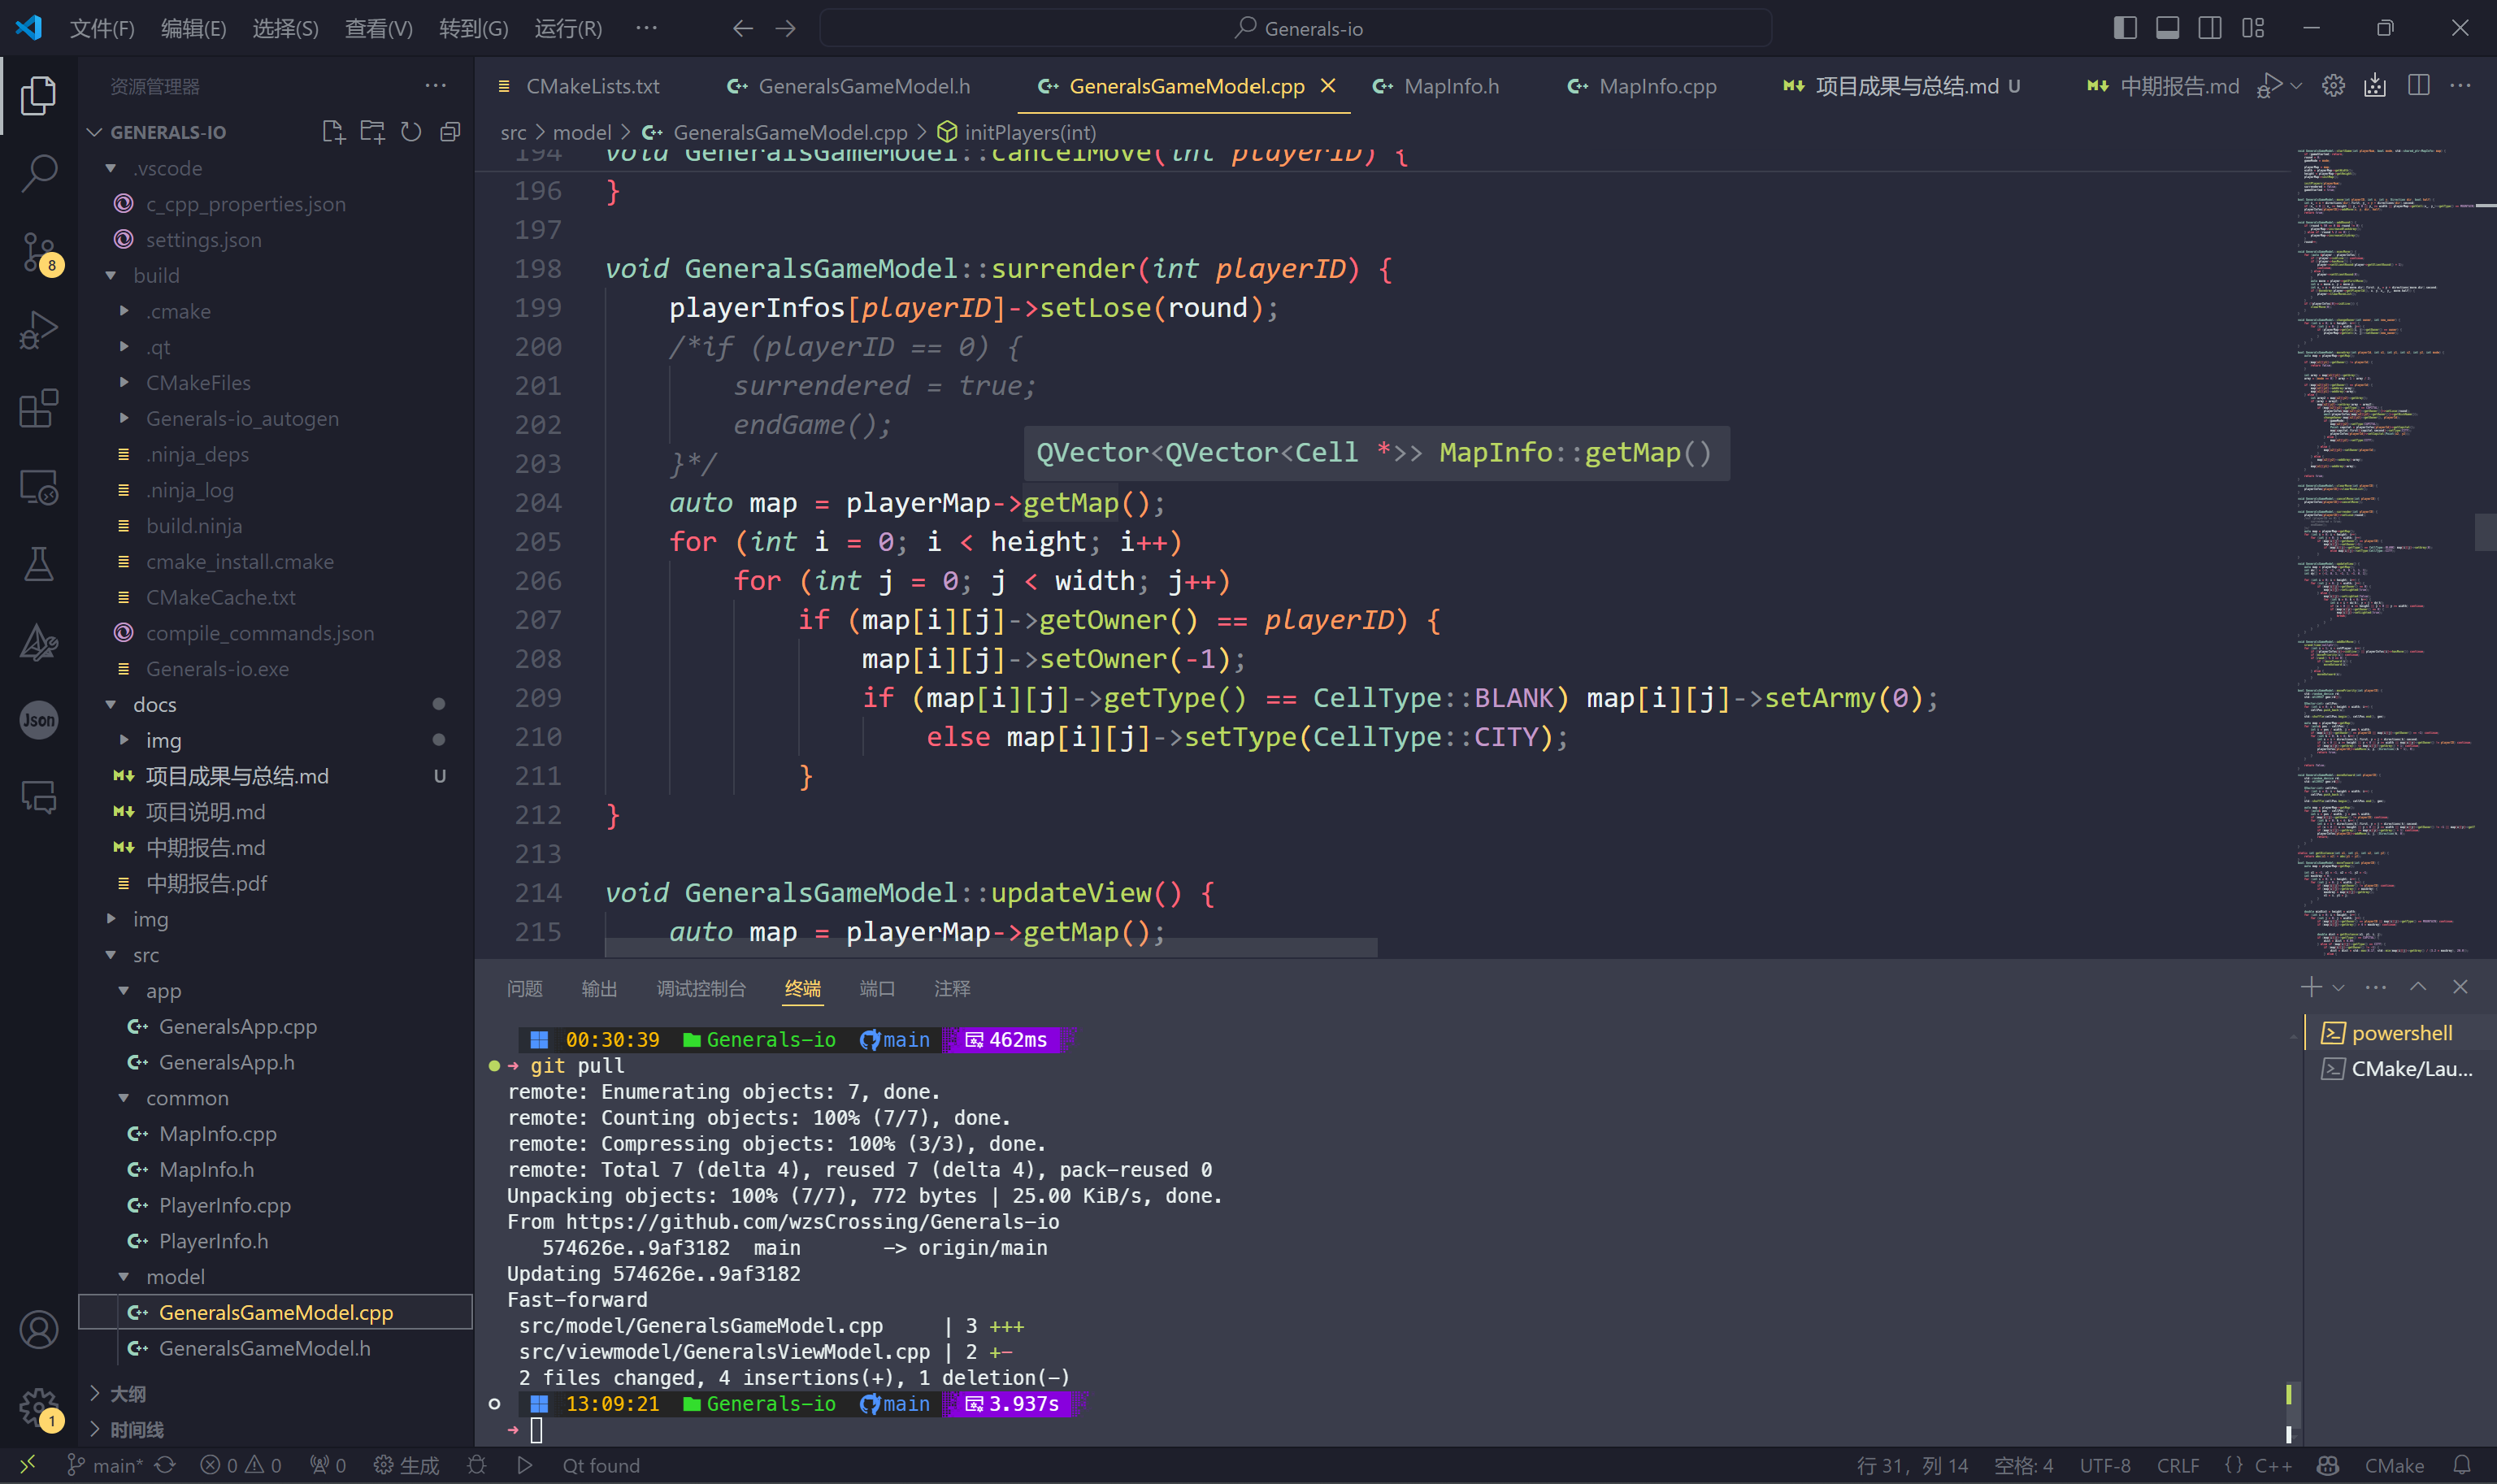 文件(F) 编辑(E) 选择(S) 查看(V) 转到(G) 运行(R) ··· Generals-io
资源管理器
GENERALS-IO
.vscode
c_cpp_properties.json
settings.json
build
.cmake
.qt
CMakeFiles
Generals-io_autogen
.ninja_deps
.ninja_log
build.ninja
cmake_install.cmake
CMakeCache.txt
compile_commands.json
Generals-io.exe
docs
img
项目成果与总结.md U
项目说明.md
中期报告.md
中期报告.pdf
img
src
app
GeneralsApp.cpp
GeneralsApp.h
common
MapInfo.cpp
MapInfo.h
PlayerInfo.cpp
PlayerInfo.h
model
GeneralsGameModel.cpp
GeneralsGameModel.h
大纲
时间线
8
Json
1
CMakeLists.txt GeneralsGameModel.h GeneralsGameModel.cpp MapInfo.h MapInfo.cpp 项目成果与总结.md U 中期报告.md
src > model > GeneralsGameModel.cpp > initPlayers(int)
194 void GeneralsGameModel::cancelMove(int playerID) {
196 }
197
198 void GeneralsGameModel::surrender(int playerID) {
199 playerInfos[playerID]->setLose(round);
200 /*if (playerID == 0) {
201 surrendered = true;
202 endGame();
203 }*/
QVector<QVector<Cell *>> MapInfo::getMap()
204 auto map = playerMap->getMap();
205 for (int i = 0; i < height; i++)
206 for (int j = 0; j < width; j++)
207 if (map[i][j]->getOwner() == playerID) {
208 map[i][j]->setOwner(-1);
209 if (map[i][j]->getType() == CellType::BLANK) map[i][j]->setArmy(0);
210 else map[i][j]->setType(CellType::CITY);
211 }
212 }
213
214 void GeneralsGameModel::updateView() {
215 auto map = playerMap->getMap();
问题 输出 调试控制台 终端 端口 注释
00:30:39 Generals-io main 462ms
→ git pull
remote: Enumerating objects: 7, done.
remote: Counting objects: 100% (7/7), done.
remote: Compressing objects: 100% (3/3), done.
remote: Total 7 (delta 4), reused 7 (delta 4), pack-reused 0
Unpacking objects: 100% (7/7), 772 bytes | 25.00 KiB/s, done.
From https://github.com/wzsCrossing/Generals-io
574626e..9af3182 main -> origin/main
Updating 574626e..9af3182
Fast-forward
src/model/GeneralsGameModel.cpp | 3 +++
src/viewmodel/GeneralsViewModel.cpp | 2 +-
2 files changed, 4 insertions(+), 1 deletion(-)
13:09:21 Generals-io main 3.937s
→
powershell
CMake/Lau...
main* 0 0 0 生成 Qt found 行 31，列 14 空格: 4 UTF-8 CRLF {} C++ CMake